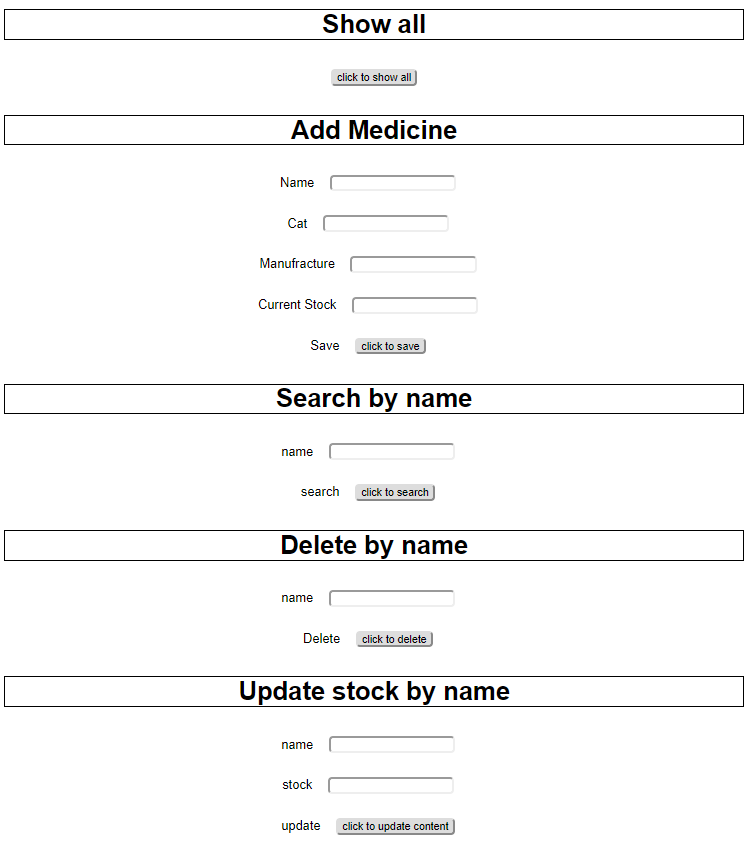 Show all
click to show all
Add Medicine
Name
Cat
Manufracture
Current Stock
Save click to save
Search by name
name
search click to search
Delete by name
name
Delete click to delete
Update stock by name
name
stock
update click to update content